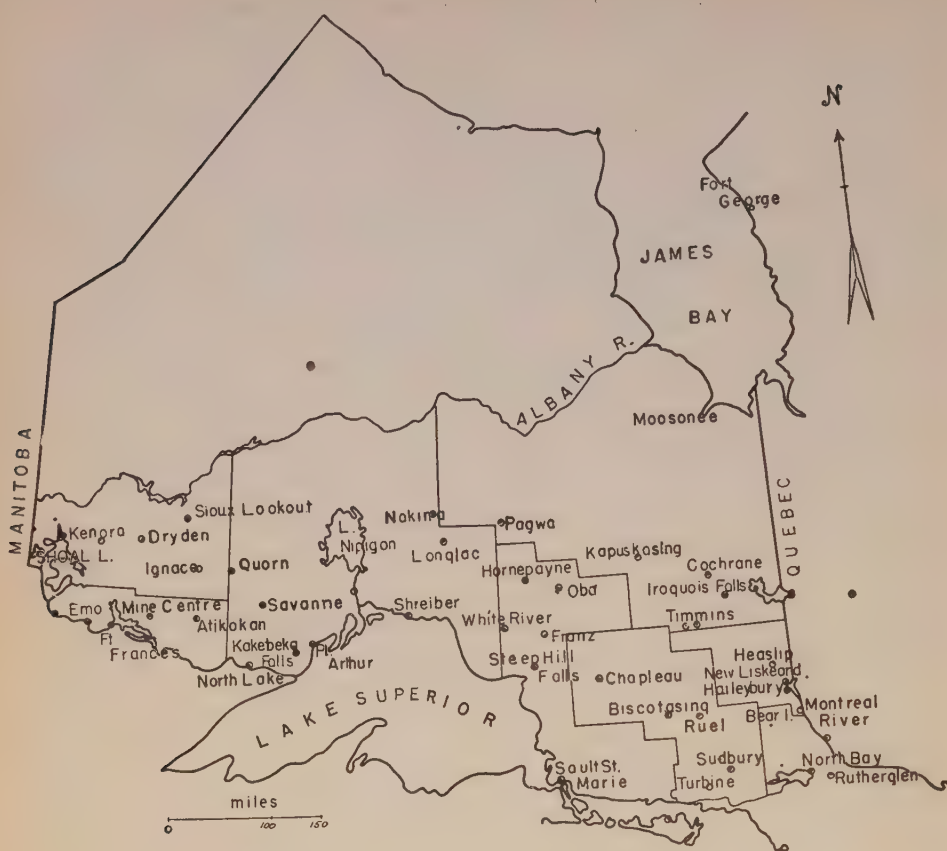 N
Fort
George
JAMES
BAY
ALBANY R.
Moosonee
MANITOBA
QUEBEC
Sioux Lookout
Kenora
Dryden
SHOAL L.
Ignace
Quorn
L.
Nipigon
Nakina
Pagwa
Longlac
Hornepayne
Oba
Kapuskasing
Cochrane
Iroquois Falls
Timmins
Emo
Mine Centre
Atikokan
Savanne
Shreiber
White River
Franz
Ft
Frances
Kakebeka
Falls
Pt.
Arthur
North Lake
Steep Hill
Falls
Chapleau
Heaslip
New Liskeard
Haileybury
Biscotasing
Ruel
Bear I.
Montreal
River
LAKE SUPERIOR
Sault St.
Marie
Sudbury
Turbine
North Bay
Rutherglen
miles
0 100 150